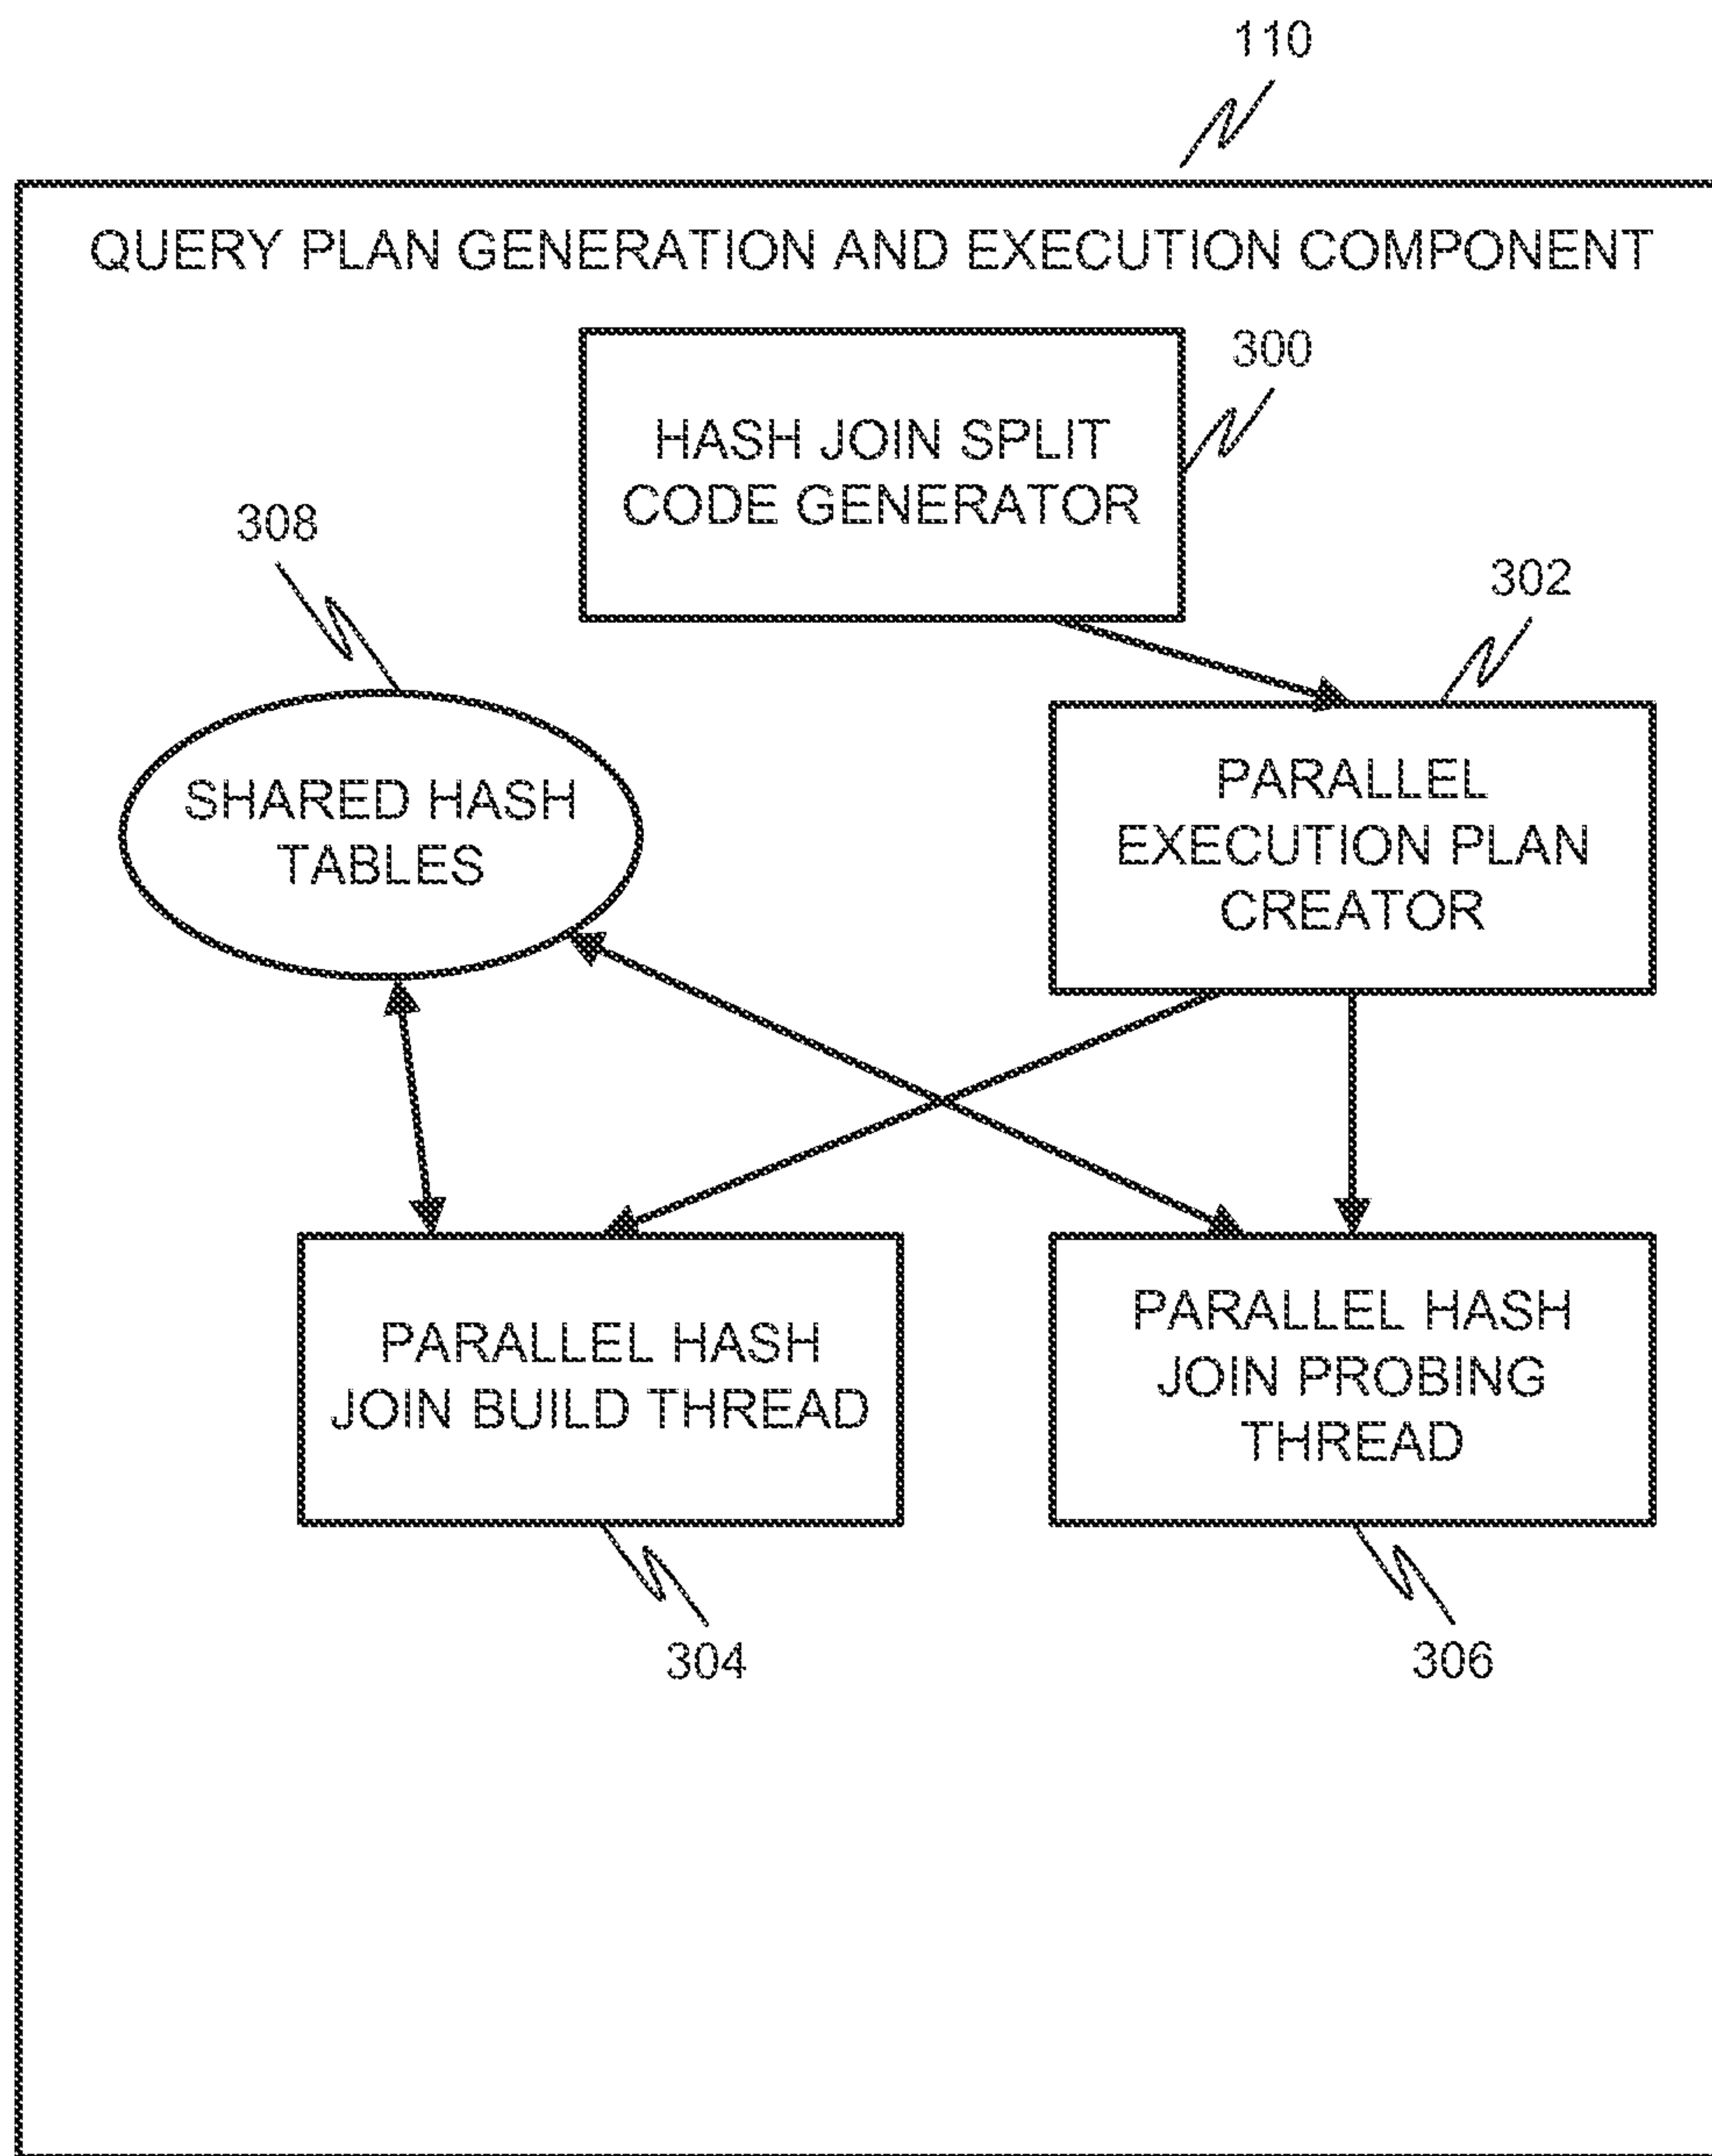 110
QUERY PLAN GENERATION AND EXECUTION COMPONENT
300
HASH JOIN SPLIT
CODE GENERATOR
308
302
SHARED HASH
TABLES
PARALLEL
EXECUTION PLAN
CREATOR
PARALLEL HASH
JOIN BUILD THREAD
PARALLEL HASH
JOIN PROBING
THREAD
304
306